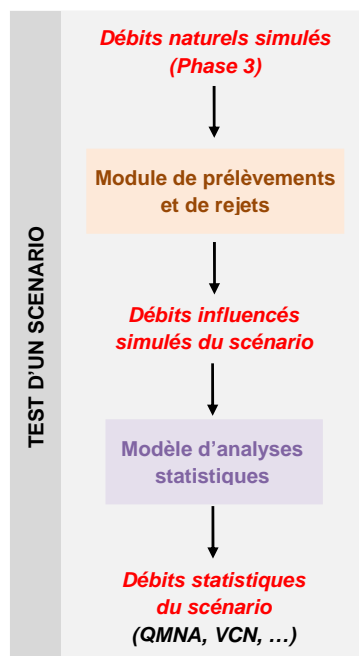 TEST D'UN SCENARIO
Débits naturels simulés
(Phase 3)
Module de prélèvements
et de rejets
Débits influencés
simulés du scénario
Modèle d'analyses
statistiques
Débits statistiques
du scénario
(QMNA, VCN, …)